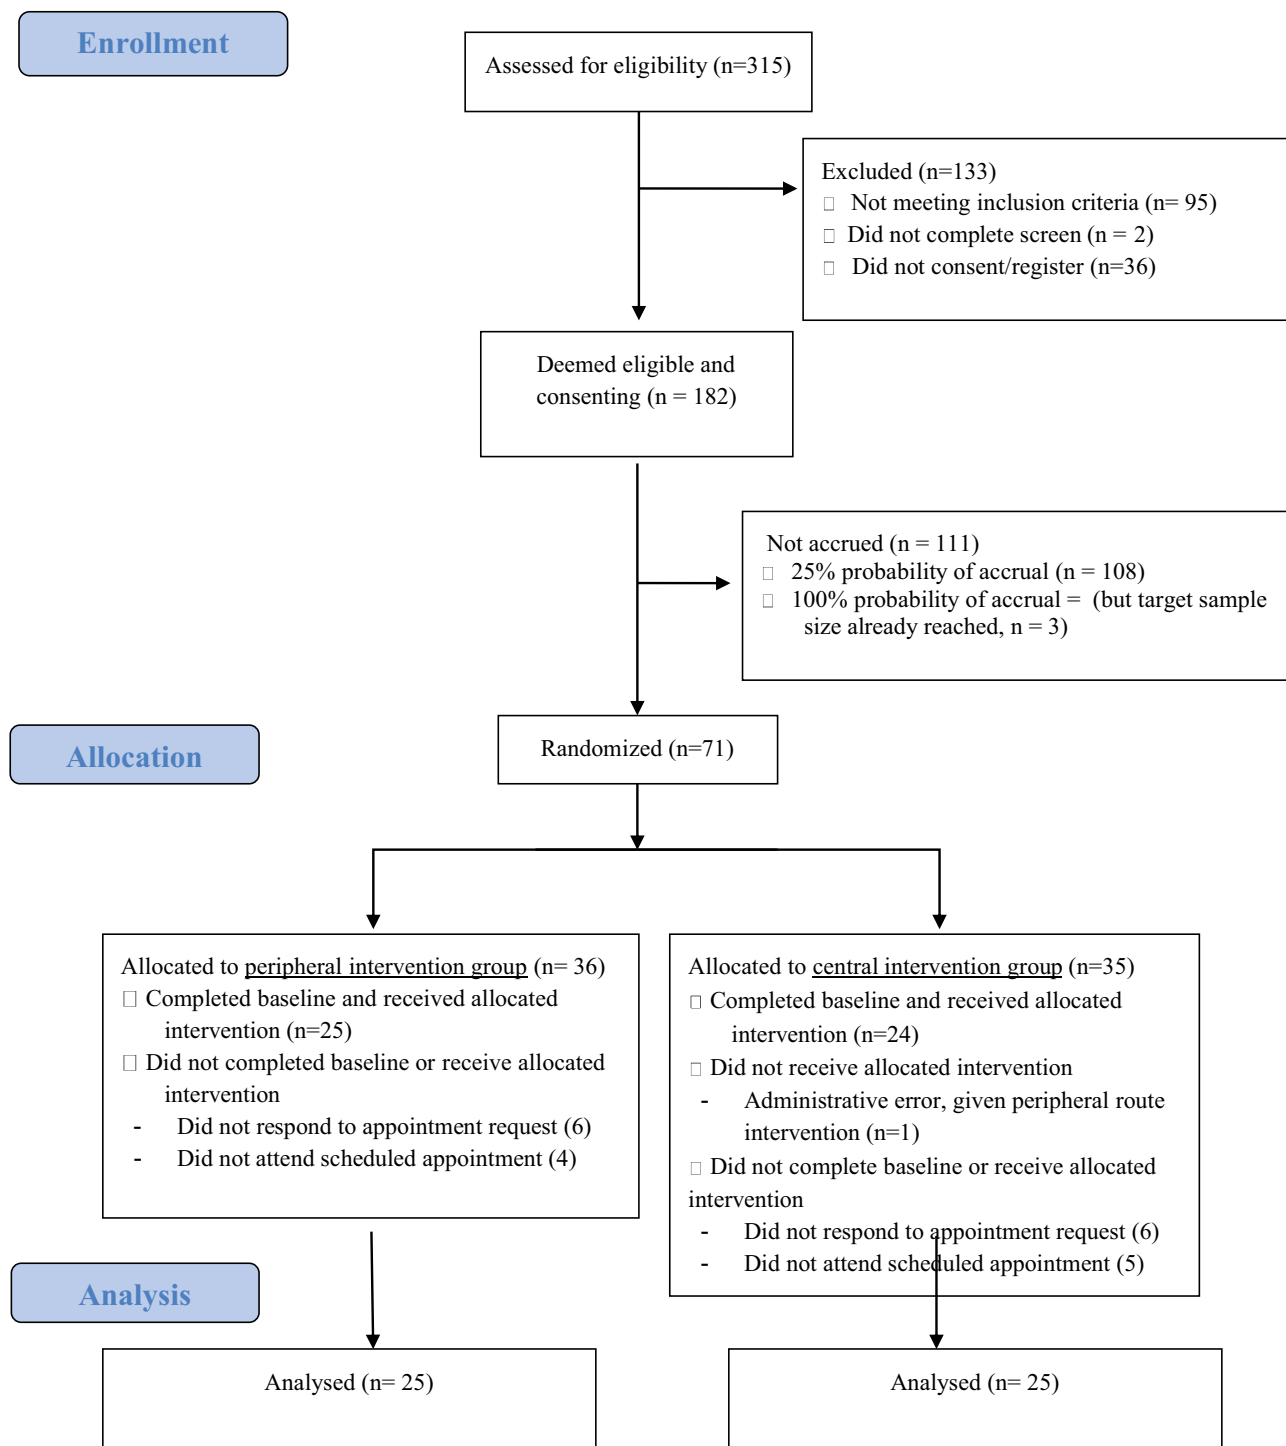 Enrollment
Assessed for eligibility (n=315)
Excluded (n=133)
□ Not meeting inclusion criteria (n= 95)
□ Did not complete screen (n = 2)
□ Did not consent/register (n=36)
Deemed eligible and
consenting (n = 182)
Not accrued (n = 111)
□ 25% probability of accrual (n = 108)
□ 100% probability of accrual = (but target sample
size already reached, n = 3)
Allocation
Randomized (n=71)
Allocated to peripheral intervention group (n= 36)
□ Completed baseline and received allocated
intervention (n=25)
□ Did not completed baseline or receive allocated
intervention
- Did not respond to appointment request (6)
- Did not attend scheduled appointment (4)
Allocated to central intervention group (n=35)
□ Completed baseline and received allocated
intervention (n=24)
□ Did not receive allocated intervention
- Administrative error, given peripheral route
intervention (n=1)
□ Did not complete baseline or receive allocated
intervention
- Did not respond to appointment request (6)
- Did not attend scheduled appointment (5)
Analysis
Analysed (n= 25)
Analysed (n= 25)